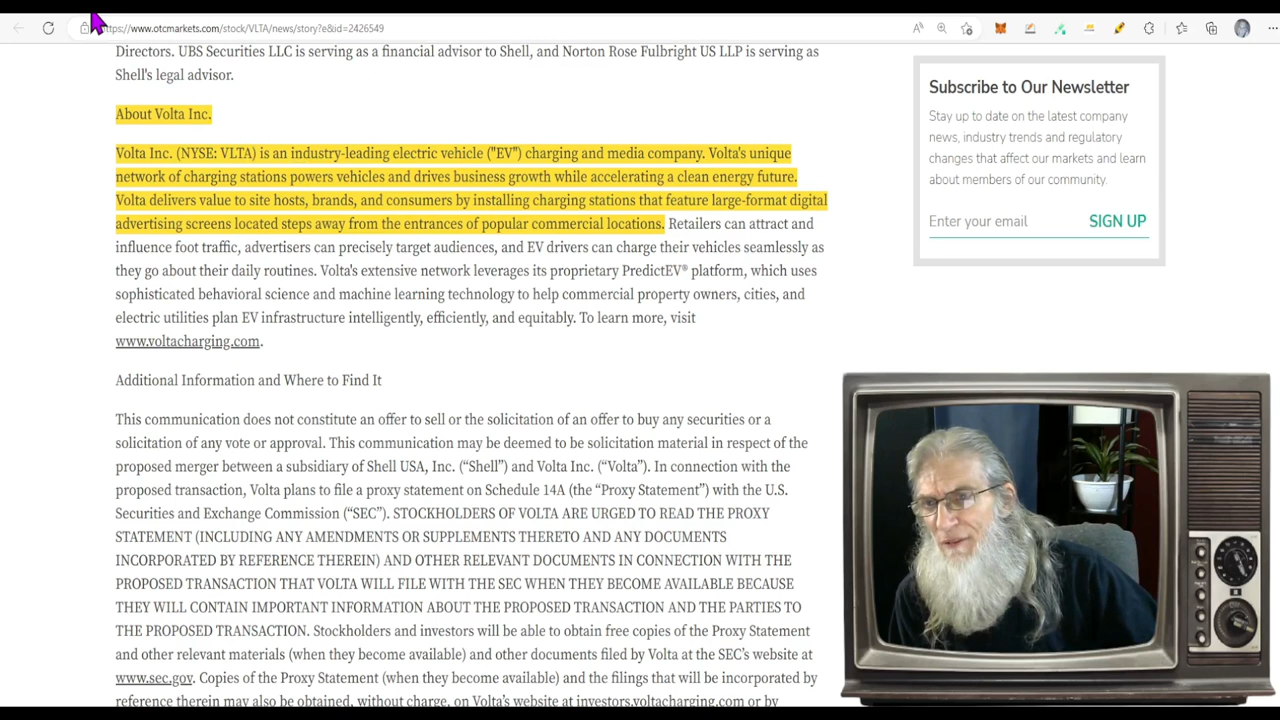 https://www.otcmarkets.com/stock/VLTA/news/story?e&id=2426549
Directors. UBS Securities LLC is serving as a financial advisor to Shell, and Norton Rose Fulbright US LLP is serving as
Shell's legal advisor.
About Volta Inc.
Volta Inc. (NYSE: VLTA) is an industry-leading electric vehicle ("EV") charging and media company. Volta's unique
network of charging stations powers vehicles and drives business growth while accelerating a clean energy future.
Volta delivers value to site hosts, brands, and consumers by installing charging stations that feature large-format digital
advertising screens located steps away from the entrances of popular commercial locations. Retailers can attract and
influence foot traffic, advertisers can precisely target audiences, and EV drivers can charge their vehicles seamlessly as
they go about their daily routines. Volta's extensive network leverages its proprietary PredictEV® platform, which uses
sophisticated behavioral science and machine learning technology to help commercial property owners, cities, and
electric utilities plan EV infrastructure intelligently, efficiently, and equitably. To learn more, visit
www.voltacharging.com.
Additional Information and Where to Find It
This communication does not constitute an offer to sell or the solicitation of an offer to buy any securities or a
solicitation of any vote or approval. This communication may be deemed to be solicitation material in respect of the
proposed merger between a subsidiary of Shell USA, Inc. (“Shell”) and Volta Inc. (“Volta”). In connection with the
proposed transaction, Volta plans to file a proxy statement on Schedule 14A (the “Proxy Statement”) with the U.S.
Securities and Exchange Commission (“SEC”). STOCKHOLDERS OF VOLTA ARE URGED TO READ THE PROXY
STATEMENT (INCLUDING ANY AMENDMENTS OR SUPPLEMENTS THERETO AND ANY DOCUMENTS
INCORPORATED BY REFERENCE THEREIN) AND OTHER RELEVANT DOCUMENTS IN CONNECTION WITH THE
PROPOSED TRANSACTION THAT VOLTA WILL FILE WITH THE SEC WHEN THEY BECOME AVAILABLE BECAUSE
THEY WILL CONTAIN IMPORTANT INFORMATION ABOUT THE PROPOSED TRANSACTION AND THE PARTIES TO
THE PROPOSED TRANSACTION. Stockholders and investors will be able to obtain free copies of the Proxy Statement
and other relevant materials (when they become available) and other documents filed by Volta at the SEC’s website at
www.sec.gov. Copies of the Proxy Statement (when they become available) and the filings that will be incorporated by
reference therein may also be obtained, without charge, on Volta’s website at investors.voltacharging.com or by
Subscribe to Our Newsletter
Stay up to date on the latest company
news, industry trends and regulatory
changes that affect our markets and learn
about members of our community.
Enter your email SIGN UP